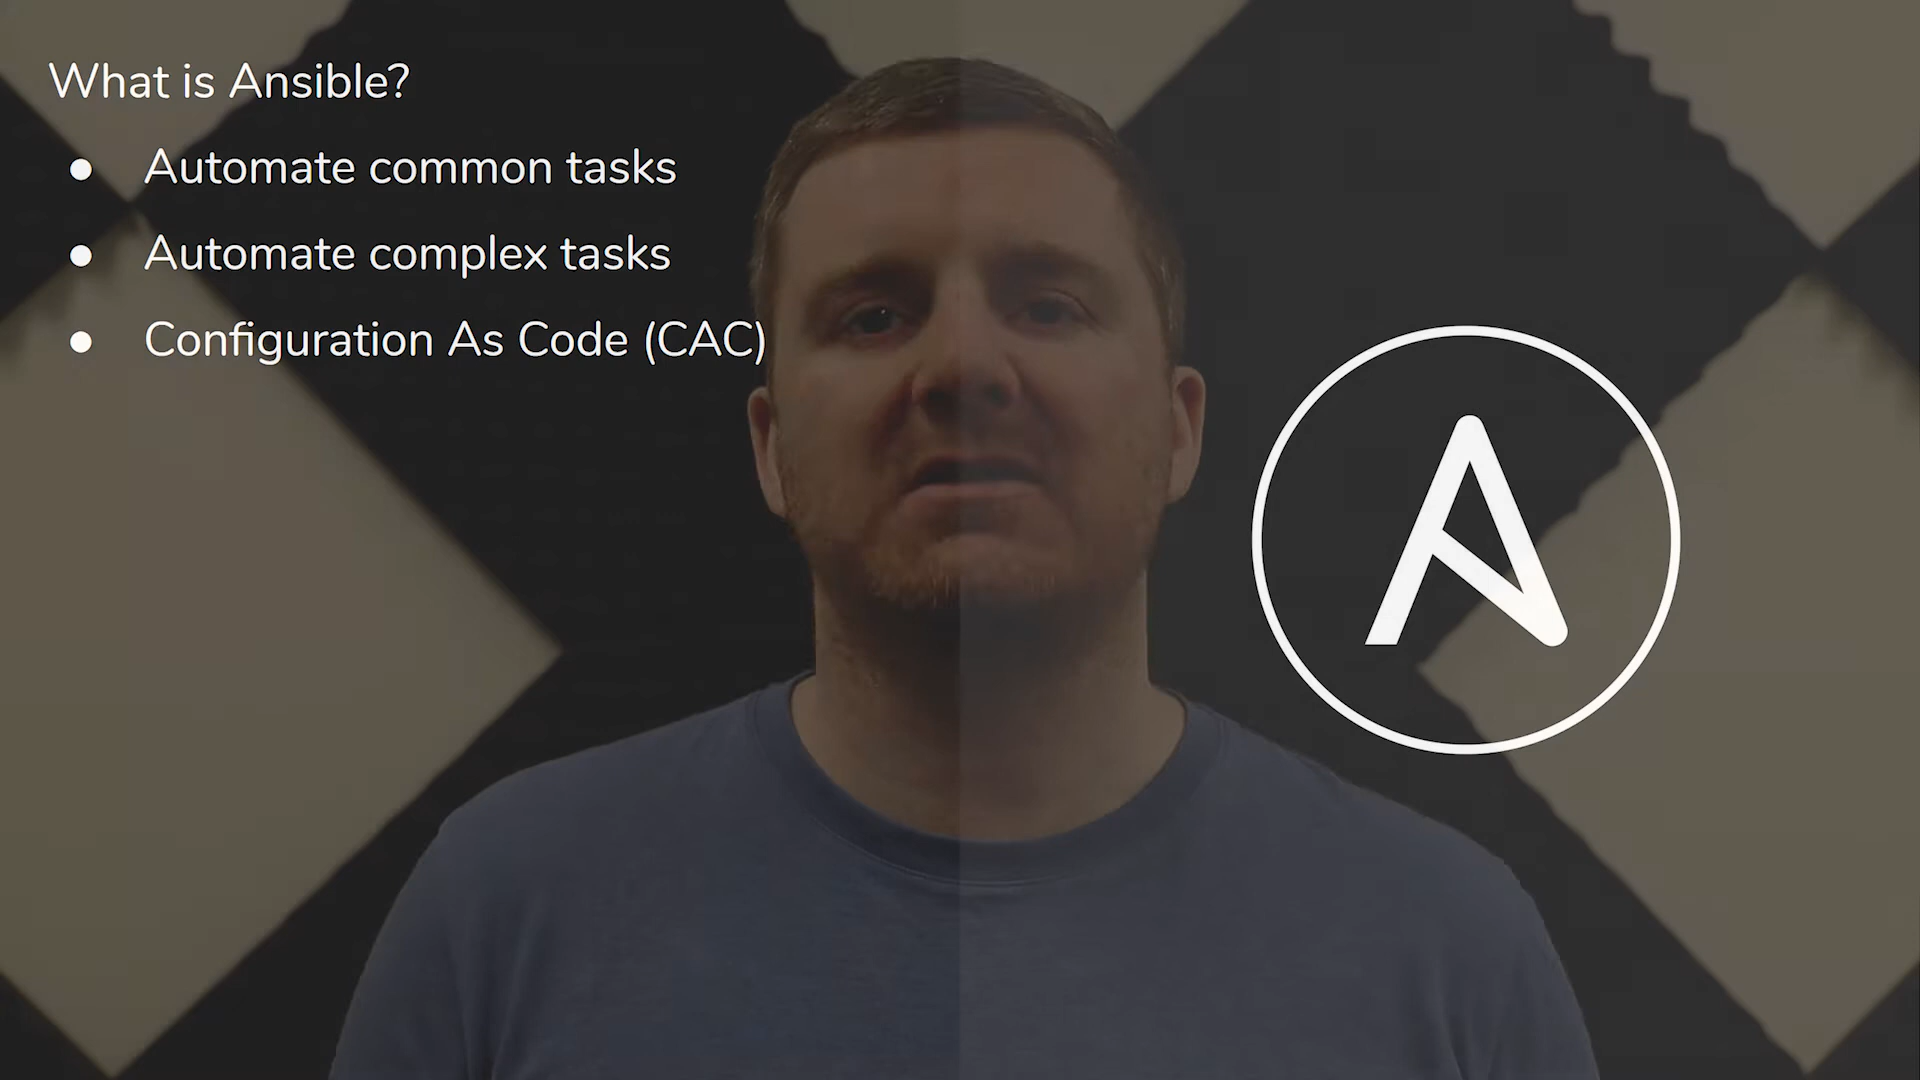 What is Ansible?
● Automate common tasks
● Automate complex tasks
● Configuration As Code (CAC)